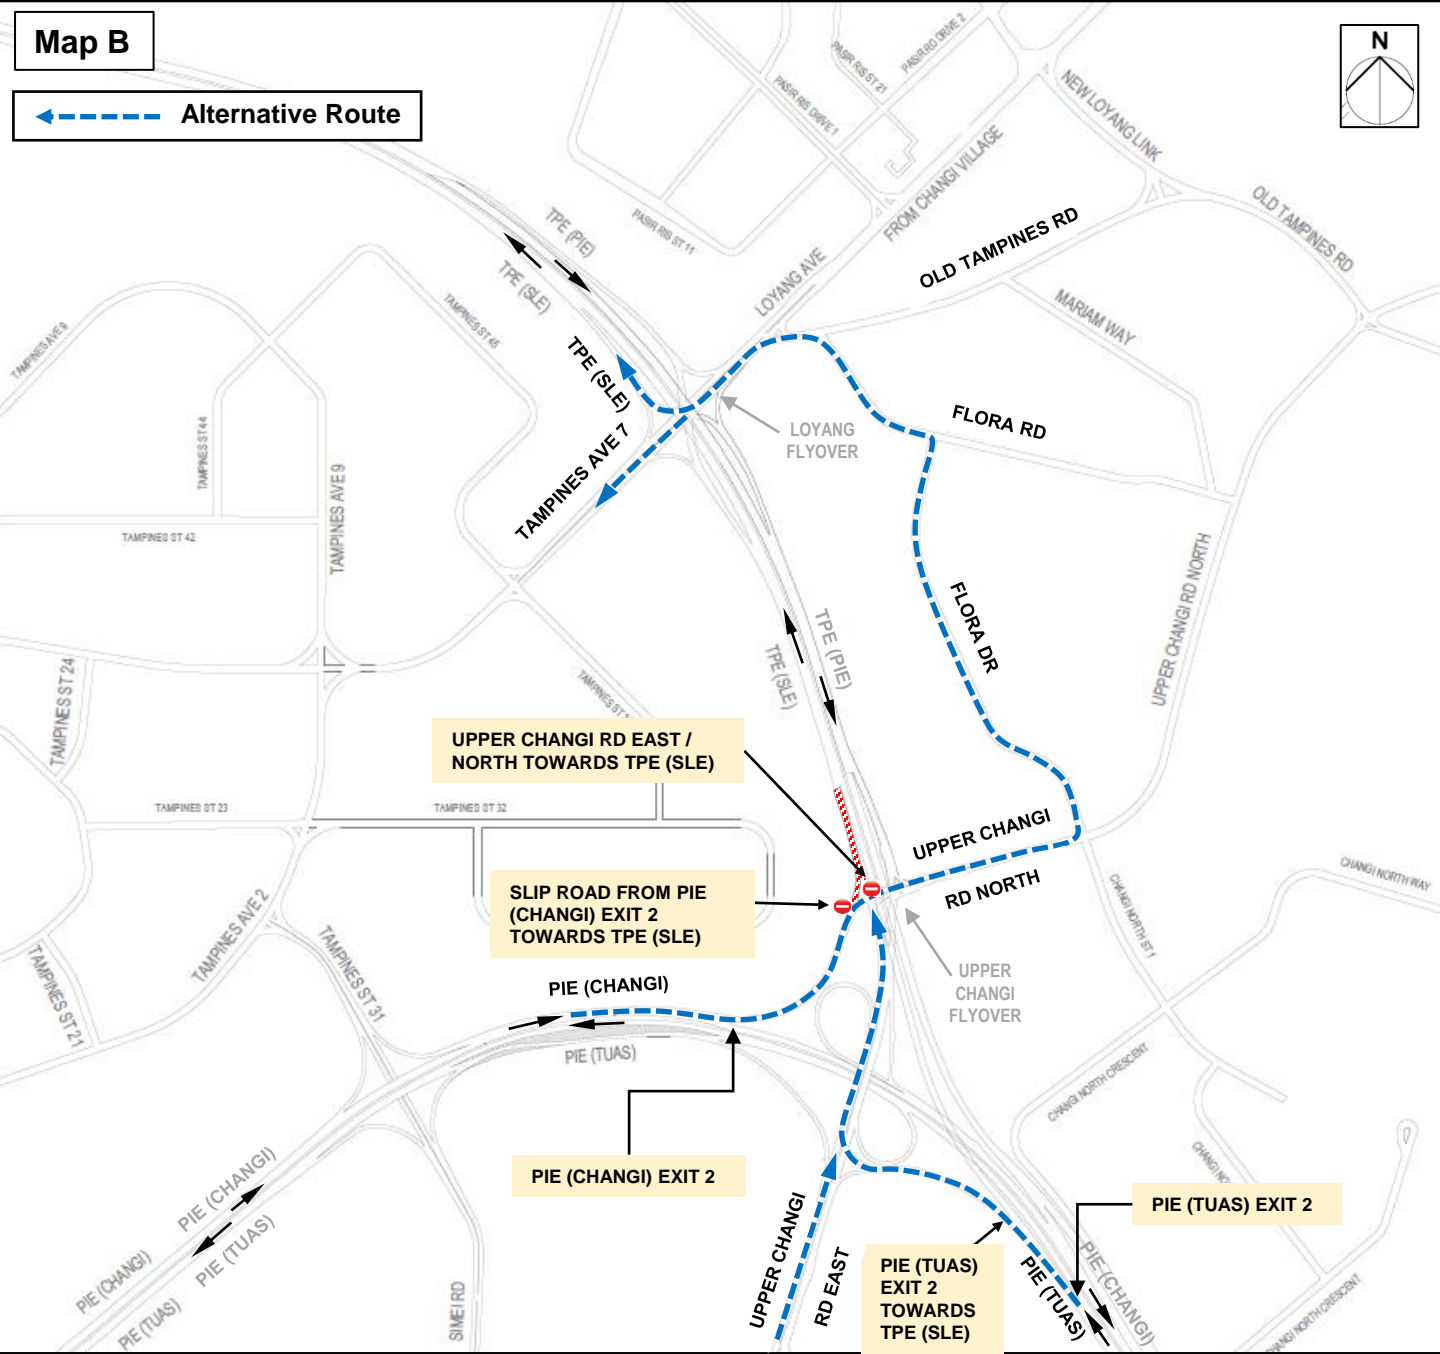 Map B
Alternative Route
N
PASIR RIS DRIVE 2
PASIR RIS ST 21
PASIR RIS DRIVE 1
NEW LOYANG LINK
FROM CHANGI VILLAGE
OLD TAMPINES RD
OLD TAMPINES RD
PASIR RIS ST 11
TPE (PIE)
TPE (SLE)
LOYANG AVE
MARIAM WAY
TAMPINES AVE 9
TAMPINES ST 45
TPE (SLE)
TAMPINES ST 44
TAMPINES AVE 9
LOYANG
FLYOVER
FLORA RD
TAMPINES AVE 7
TAMPINES ST 42
FLORA DR
UPPER CHANGI RD NORTH
TPE (PIE)
TPE (SLE)
TAMPINES ST 24
UPPER CHANGI RD EAST /
NORTH TOWARDS TPE (SLE)
TAMPINES ST 23
TAMPINES ST 32
UPPER CHANGI
RD NORTH
CHANGI NORTH WAY
SLIP ROAD FROM PIE
(CHANGI) EXIT 2
TOWARDS TPE (SLE)
TAMPINES AVE 2
TAMPINES ST 31
TAMPINES ST 21
CHANGI NORTH ST 1
UPPER
CHANGI
FLYOVER
PIE (CHANGI)
PIE (TUAS)
CHANGI NORTH CRESCENT
PIE (CHANGI) EXIT 2
PIE (TUAS) EXIT 2
PIE (CHANGI)
PIE (TUAS)
UPPER CHANGI
RD EAST
PIE (TUAS)
EXIT 2
TOWARDS
TPE (SLE)
PIE (TUAS)
PIE (CHANGI)
PIE (CHANGI)
PIE (TUAS)
SIMEI RD
CHANGI NORTH CRESCENT